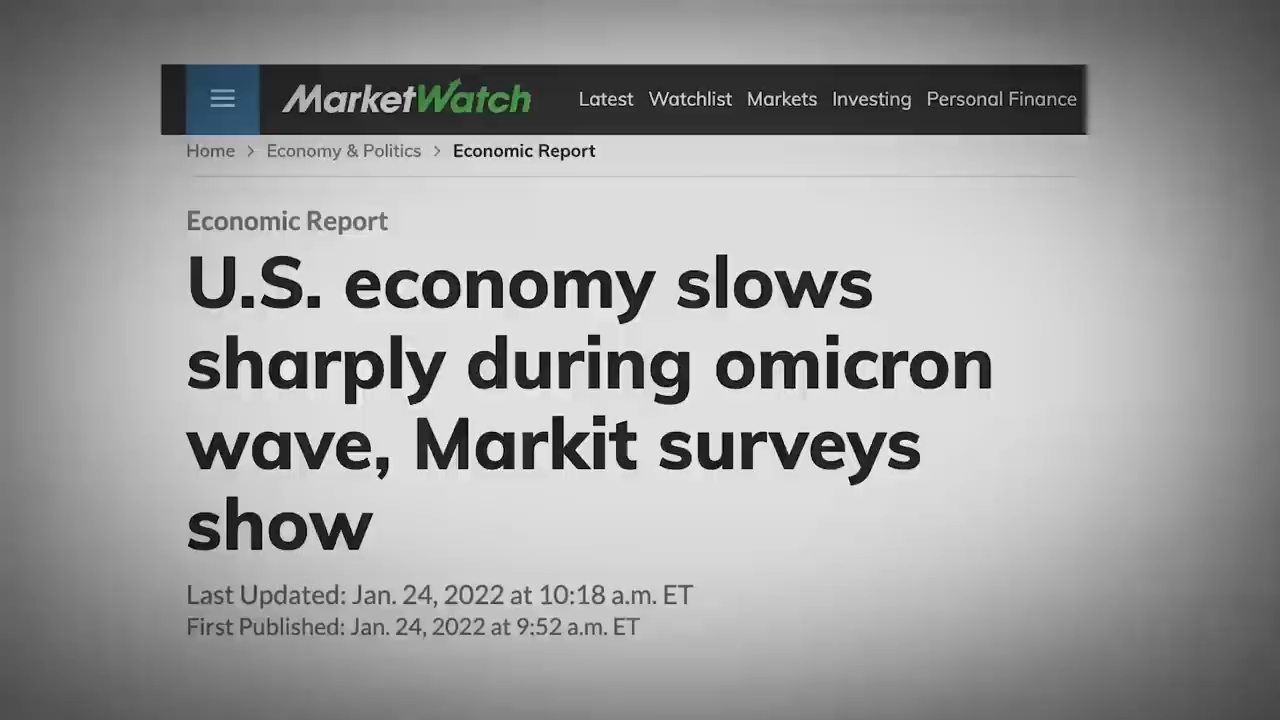 MarketWatch Latest Watchlist Markets Investing Personal Finance
Home > Economy & Politics > Economic Report
Economic Report
U.S. economy slows
sharply during omicron
wave, Markit surveys
show
Last Updated: Jan. 24, 2022 at 10:18 a.m. ET
First Published: Jan. 24, 2022 at 9:52 a.m. ET